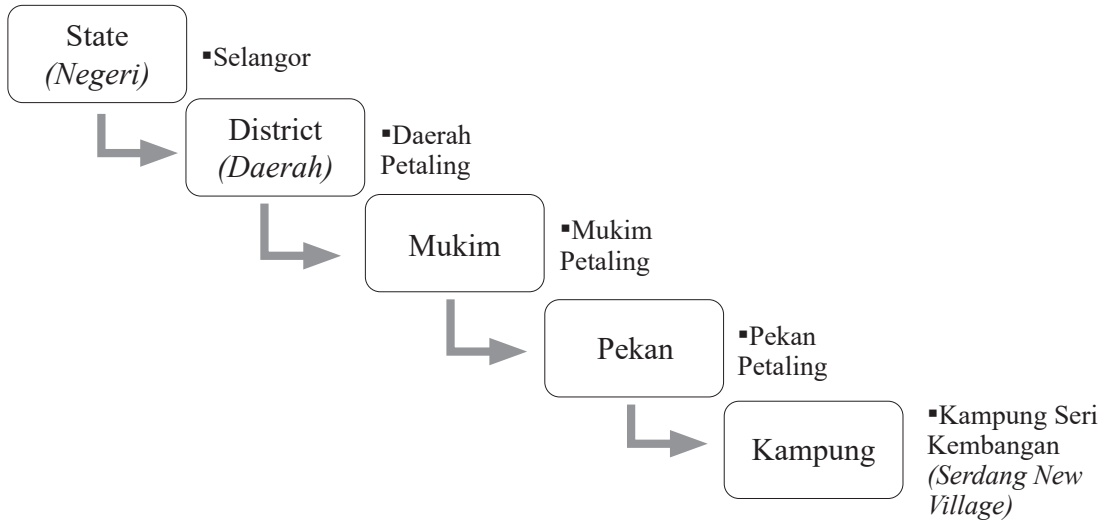 State
(Negeri)
▪Selangor
District
(Daerah)
▪Daerah
Petaling
Mukim
▪Mukim
Petaling
Pekan
▪Pekan
Petaling
Kampung
▪Kampung Seri
Kembangan
(Serdang New
Village)